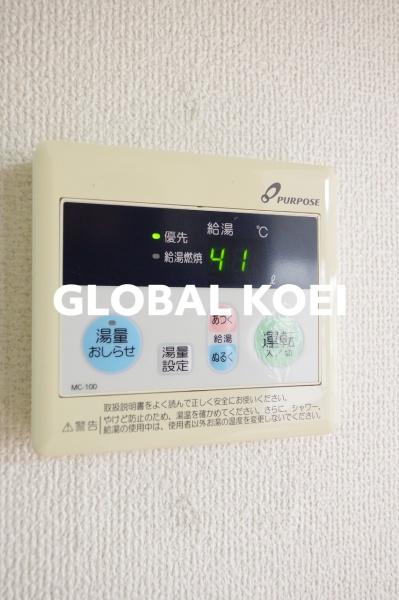 PURPOSE
給湯 ℃
優先
給湯燃焼 41
ℓ
GLOBAL KOEI
湯量
おしらせ
湯量
設定
あつく
給湯
ぬるく
運転
入/切
MC-100
取扱説明書をよく読んで正しく安全にお使いください。
⚠警告
やけど防止のため、湯温を確かめてください。さらに、シャワー、
給湯の使用中は、使用者以外お湯の温度を変更しないでください。